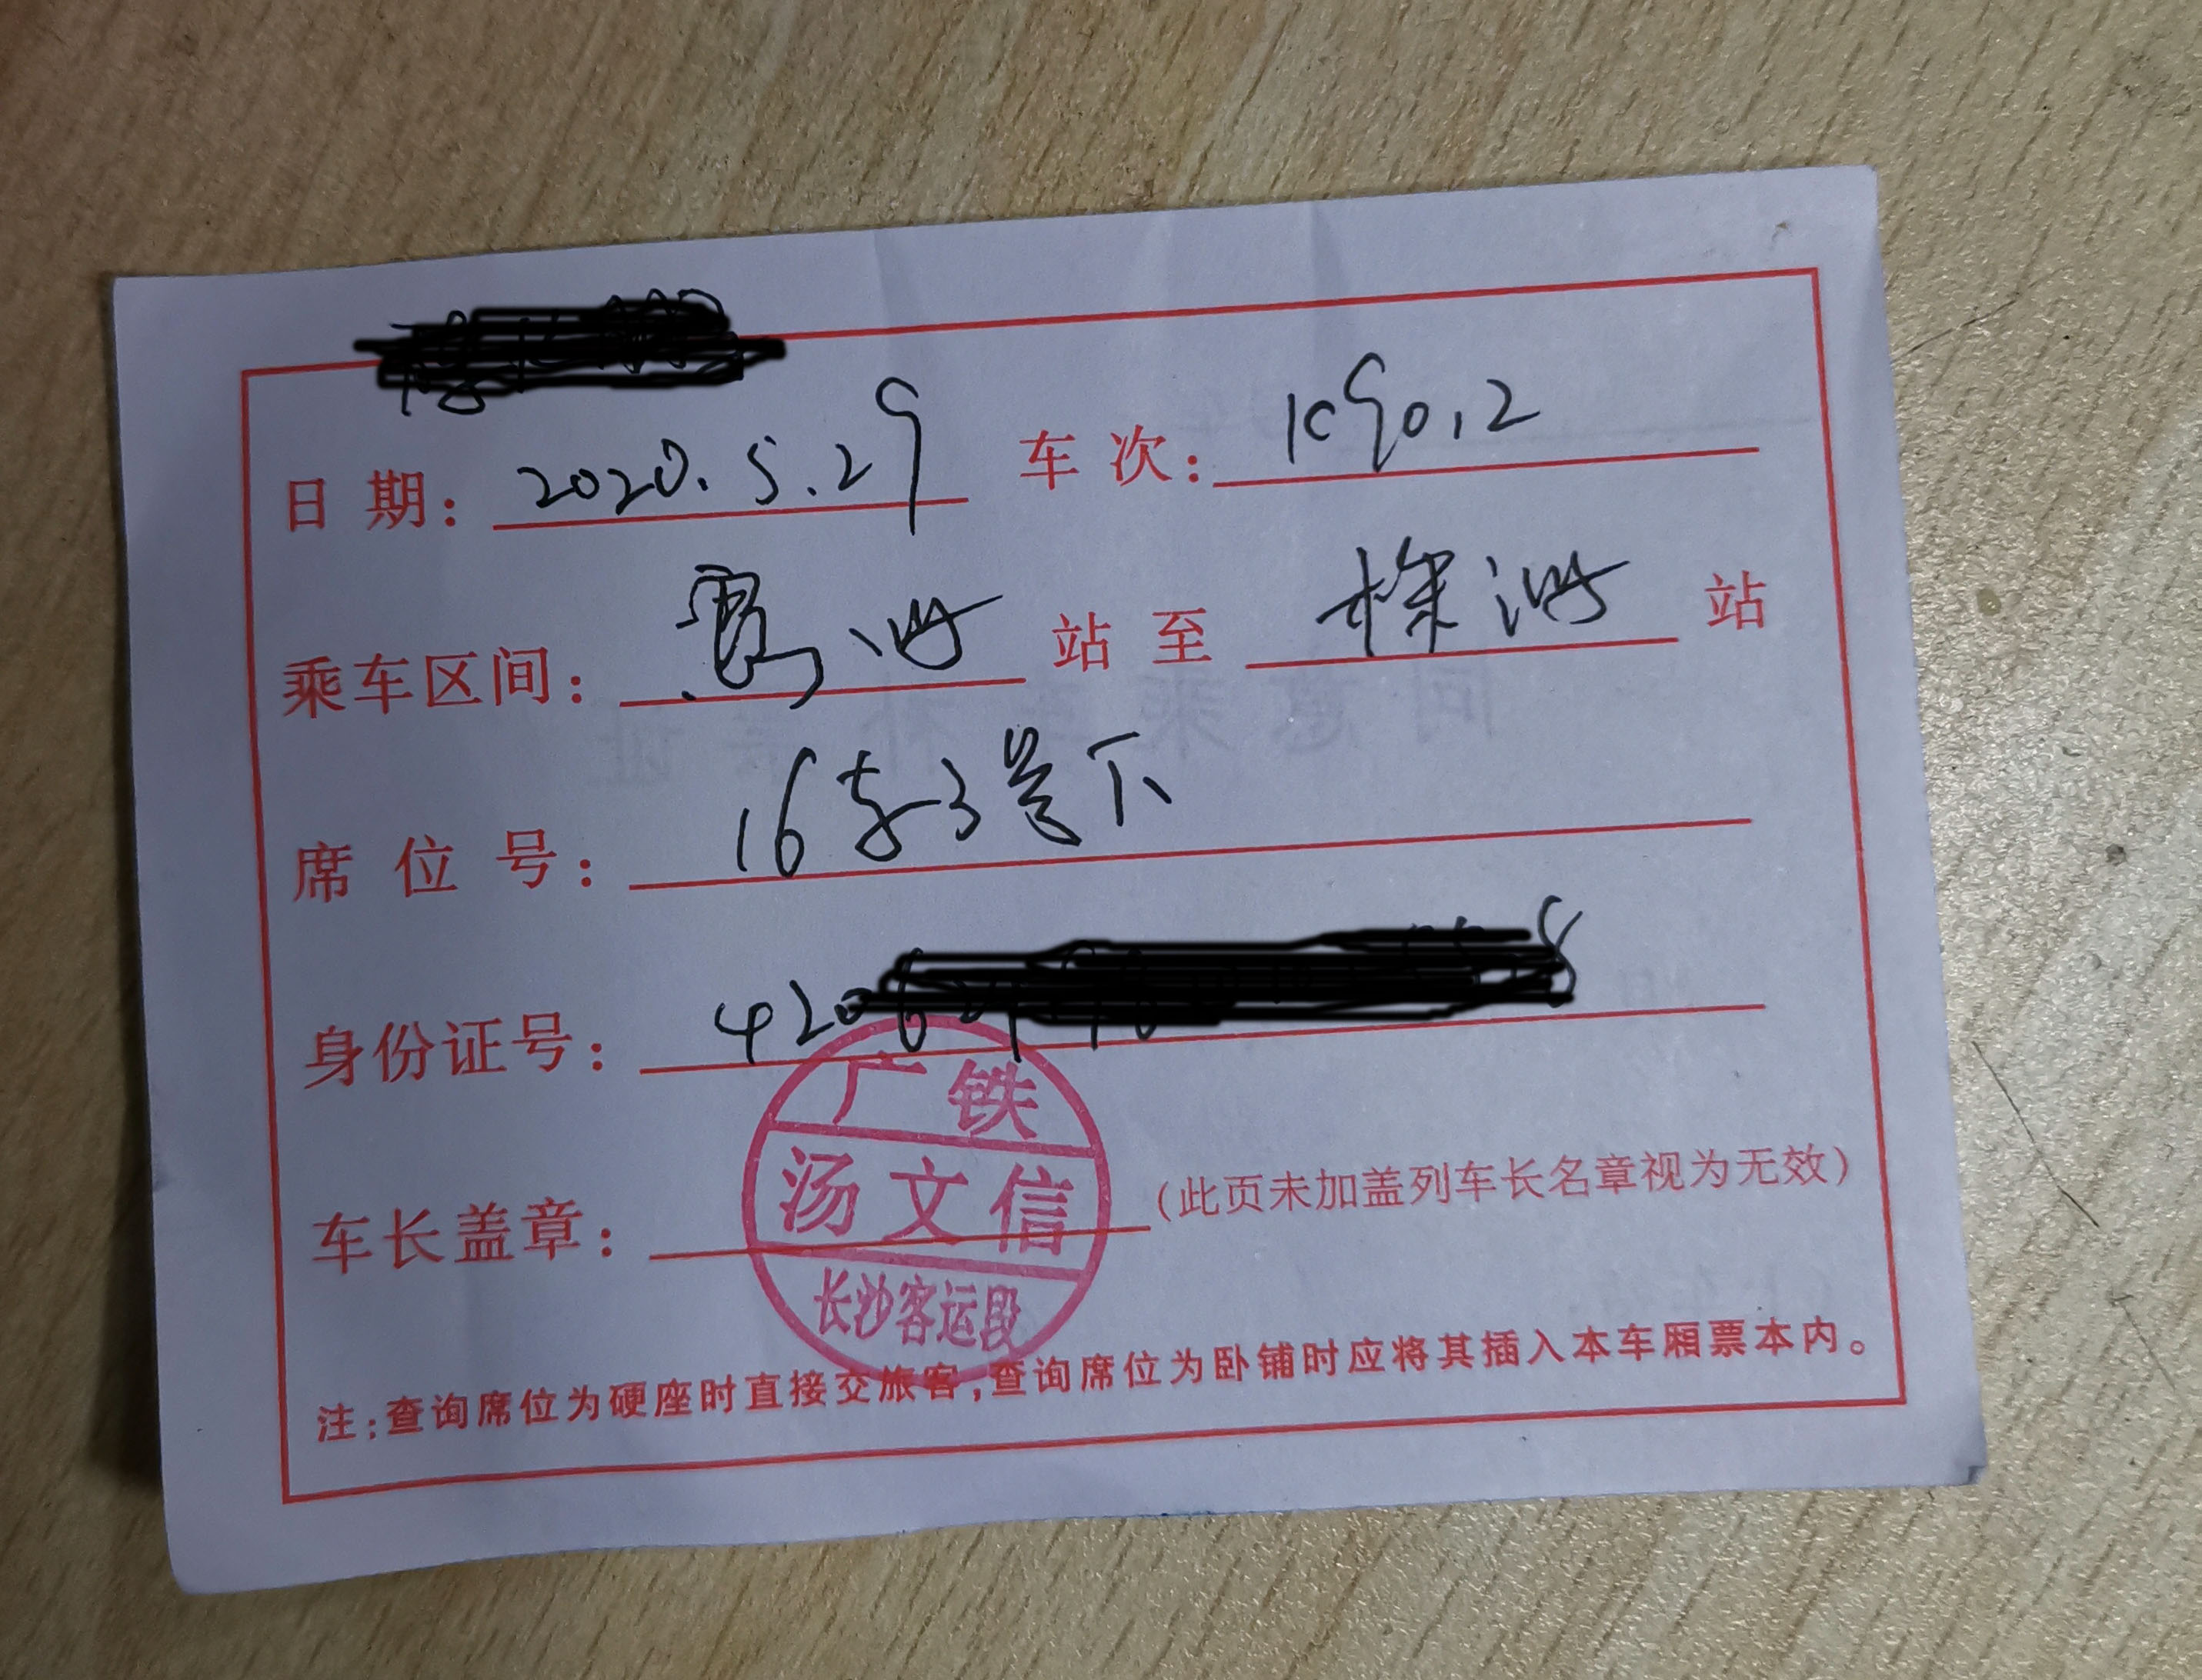 日期：2020.5.29 车次：K90.12
乘车区间：惠州站至株洲站
席位号：16车3号下
身份证号：420
车长盖章：（此页未加盖列车长名章视为无效）
广铁
汤文信
长沙客运段
注：查询席位为硬座时直接交旅客，查询席位为卧铺时应将其插入本车厢票本内。